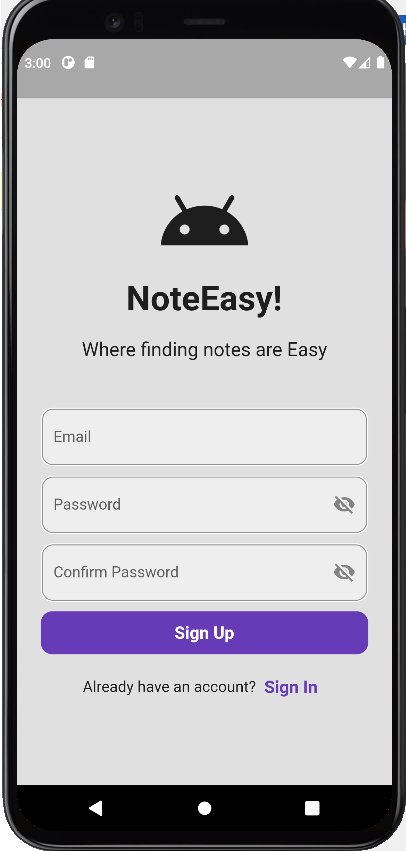 3:00
NoteEasy!
Where finding notes are Easy
Email
Password
Confirm Password
Sign Up
Already have an account? Sign In